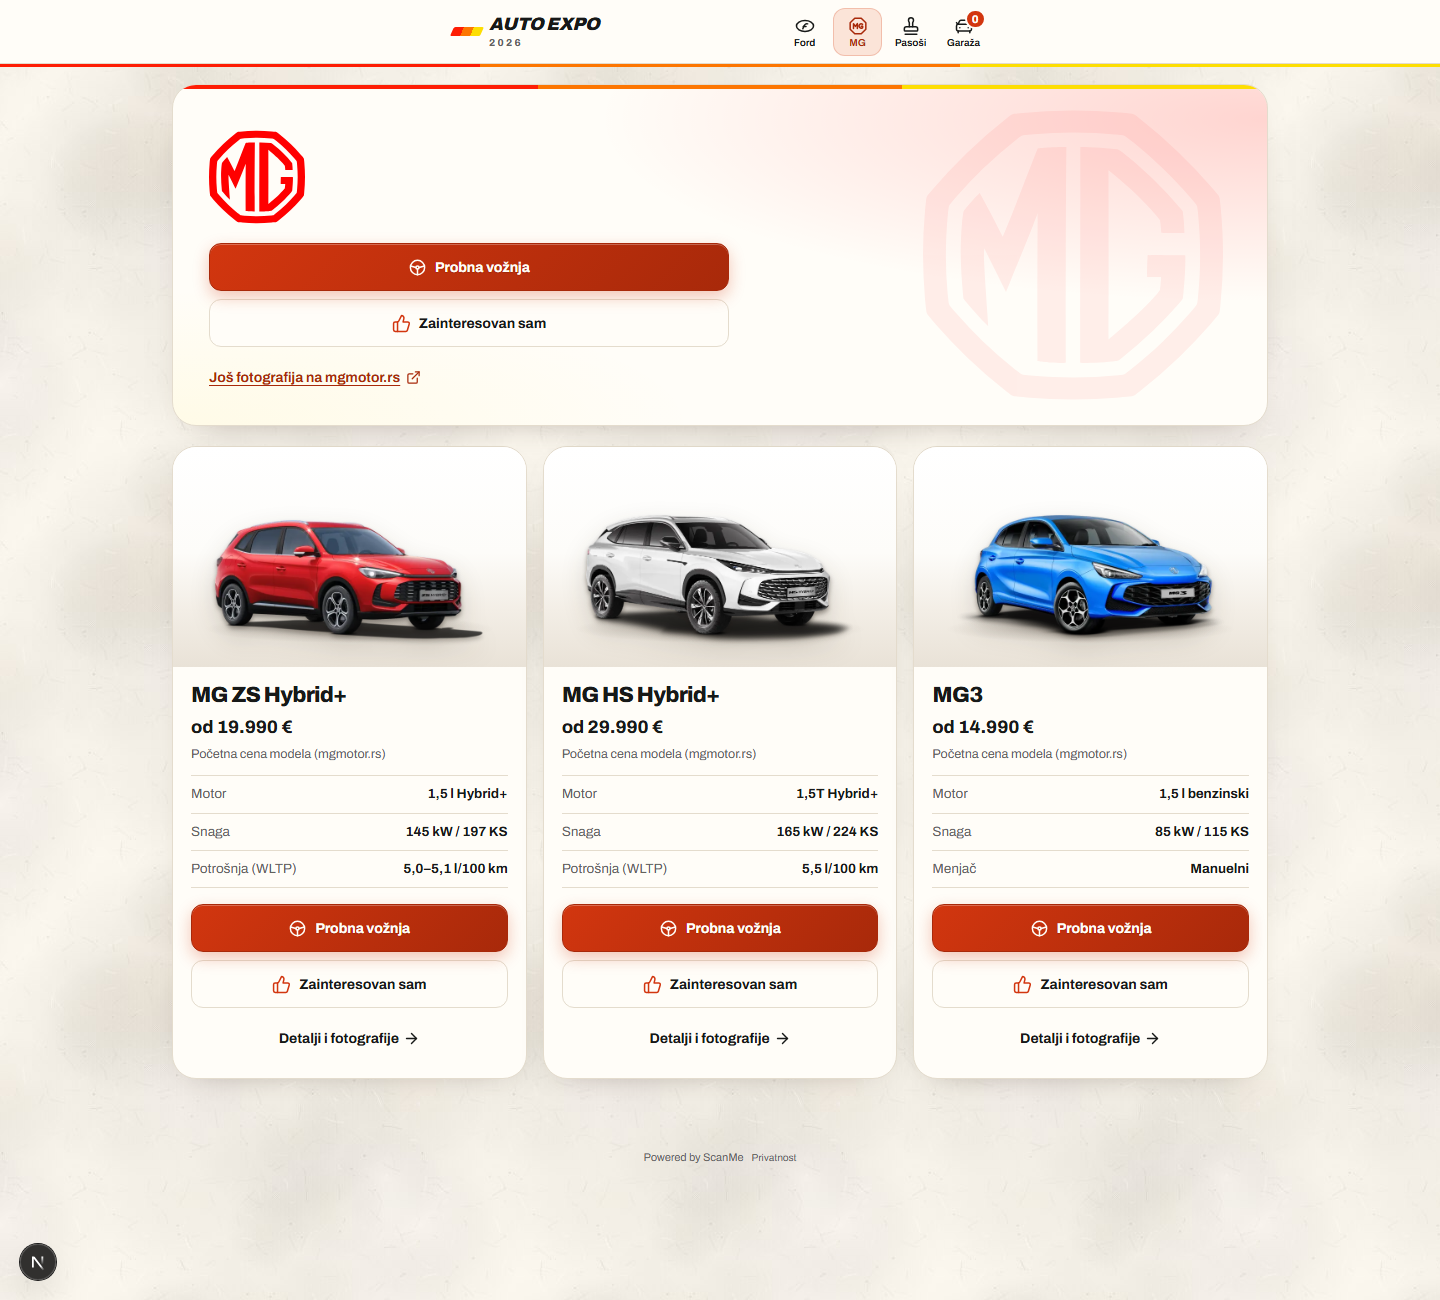 AUTO EXPO
2026
Ford
MG
MG
Pasoši
0
Garaža
MG
MG
Probna vožnja
Zainteresovan sam
Još fotografija na mgmotor.rs
MG ZS Hybrid+
od 19.990 €
Početna cena modela (mgmotor.rs)
Motor 1,5 l Hybrid+
Snaga 145 kW / 197 KS
Potrošnja (WLTP) 5,0–5,1 l/100 km
Probna vožnja
Zainteresovan sam
Detalji i fotografije
MG HS Hybrid+
od 29.990 €
Početna cena modela (mgmotor.rs)
Motor 1,5T Hybrid+
Snaga 165 kW / 224 KS
Potrošnja (WLTP) 5,5 l/100 km
Probna vožnja
Zainteresovan sam
Detalji i fotografije
MG3
od 14.990 €
Početna cena modela (mgmotor.rs)
Motor 1,5 l benzinski
Snaga 85 kW / 115 KS
Menjač Manuelni
Probna vožnja
Zainteresovan sam
Detalji i fotografije
Powered by ScanMe Privatnost
N